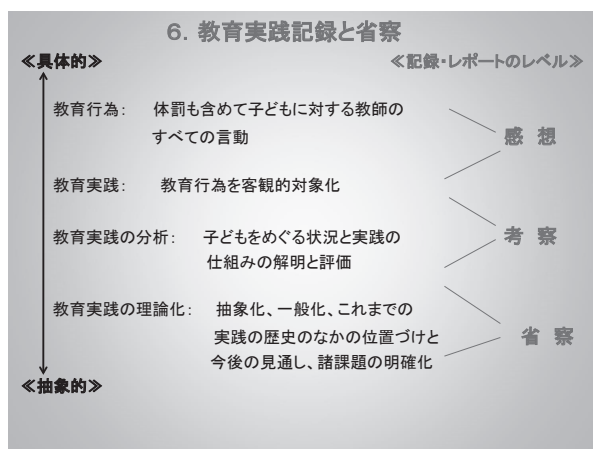 6．教育実践記録と省察
≪具体的≫
≪記録・レポートのレベル≫
教育行為：　体罰も含めて子どもに対する教師の
すべての言動
感　想
教育実践：　教育行為を客観的対象化
教育実践の分析：　子どもをめぐる状況と実践の
仕組みの解明と評価
考　察
教育実践の理論化：　抽象化、一般化、これまでの
実践の歴史のなかの位置づけと
今後の見通し、諸課題の明確化
省　察
≪抽象的≫